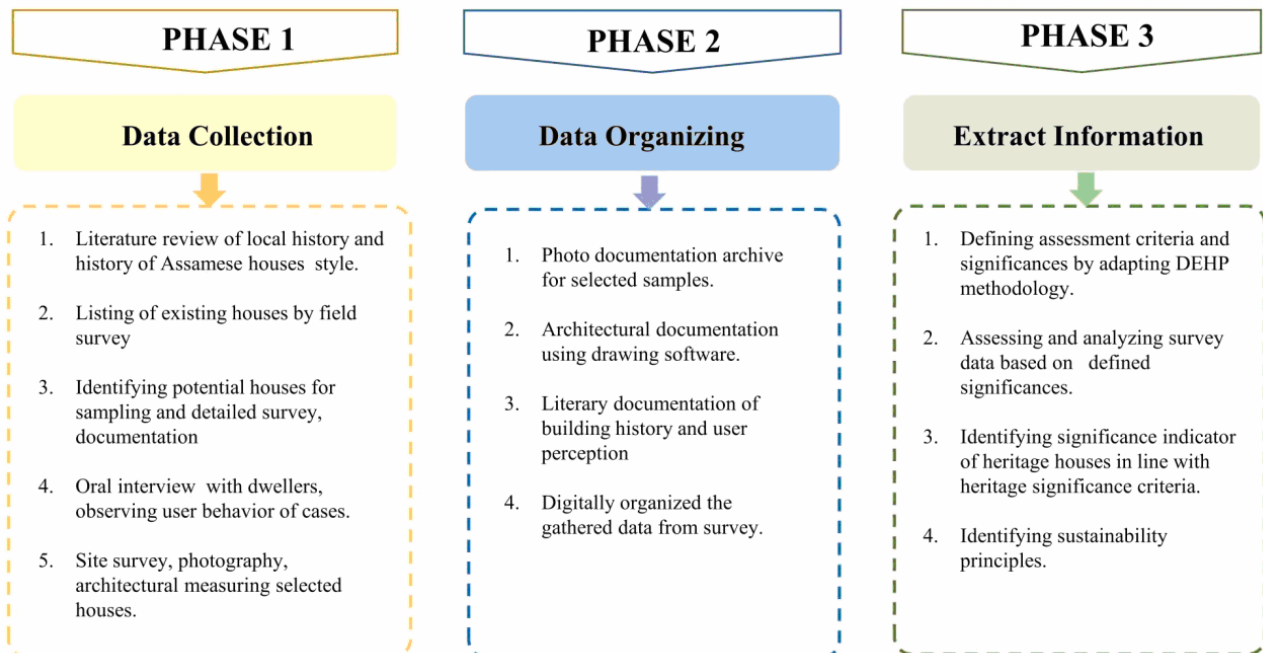 PHASE 1
Data Collection
1. Literature review of local history and
history of Assamese houses style.
2. Listing of existing houses by field
survey
3. Identifying potential houses for
sampling and detailed survey,
documentation
4. Oral interview with dwellers,
observing user behavior of cases.
5. Site survey, photography,
architectural measuring selected
houses.
PHASE 2
Data Organizing
1. Photo documentation archive
for selected samples.
2. Architectural documentation
using drawing software.
3. Literary documentation of
building history and user
perception
4. Digitally organized the
gathered data from survey.
PHASE 3
Extract Information
1. Defining assessment criteria and
significances by adapting DEHP
methodology.
2. Assessing and analyzing survey
data based on defined
significances.
3. Identifying significance indicator
of heritage houses in line with
heritage significance criteria.
4. Identifying sustainability
principles.